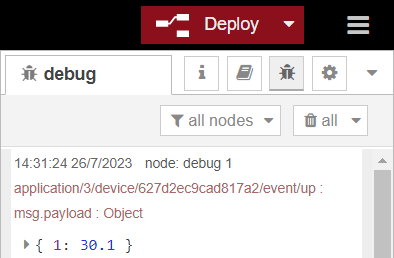 Deploy
debug
all nodes
all
14:31:24 26/7/2023 node: debug 1
application/3/device/627d2ec9cad817a2/event/up :
msg.payload : Object
{ 1: 30.1 }